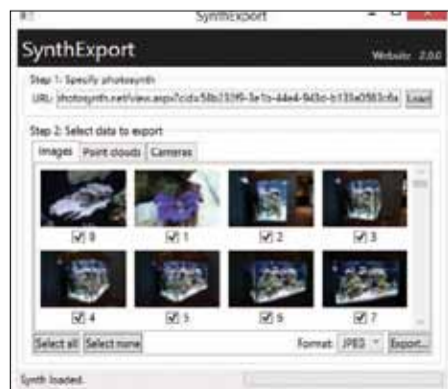 SynthExport
SynthExport
Website 2.0.0
Step 1: Specify photosynth
URL: Load
Step 2: Select data to export
Images Point clouds Cameras
0 1 2 3
4 5 6 7
Select all Select none Format: JPEG Export...
Synth loaded.